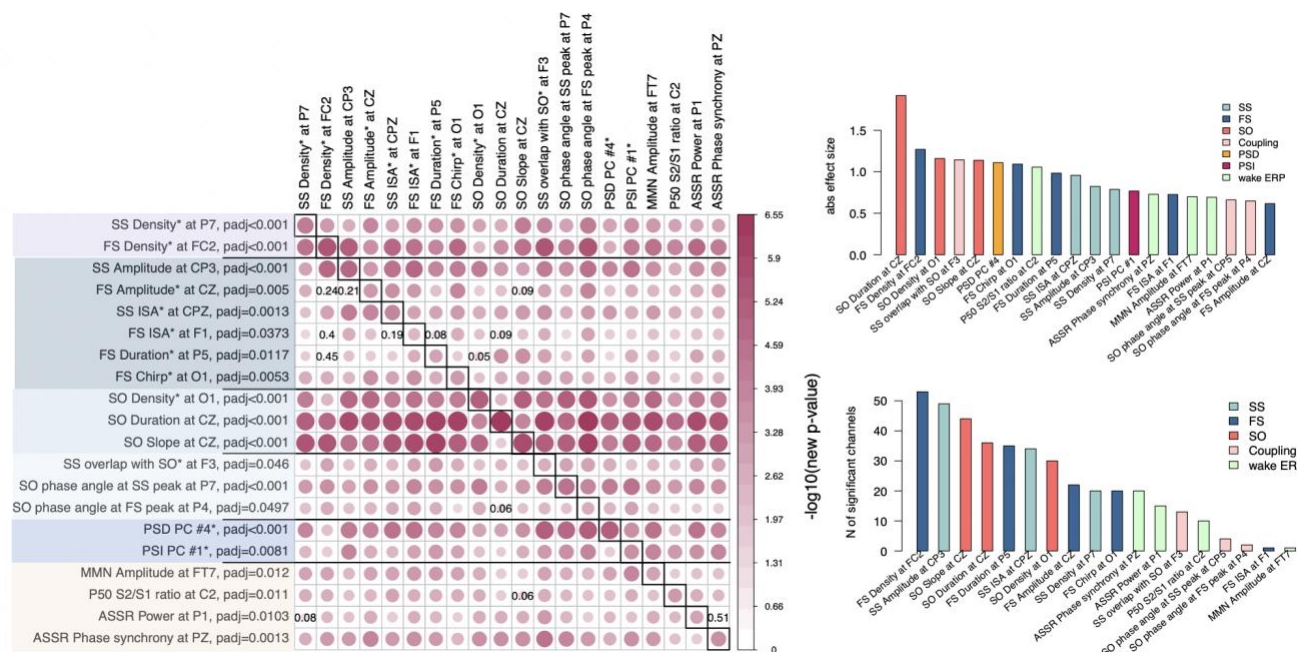 SS Density* at P7
FS Density* at FC2
SS Amplitude at CP3
FS Amplitude* at CZ
SS ISA* at CPZ
FS ISA* at F1
FS Duration* at P5
FS Chirp* at O1
SO Density* at O1
SO Duration at CZ
SO Slope at CZ
SS overlap with SO* at F3
SO phase angle at SS peak at P7
SO phase angle at FS peak at P4
PSD PC #4*
PSI PC #1*
MMN Amplitude at FT7
P50 S2/S1 ratio at C2
ASSR Power at P1
ASSR Phase synchrony at PZ
SS Density* at P7, padj<0.001
FS Density* at FC2, padj<0.001
SS Amplitude at CP3, padj<0.001
FS Amplitude* at CZ, padj=0.005 0.24 0.21 0.09
SS ISA* at CPZ, padj=0.0013
FS ISA* at F1, padj=0.0373 0.4 0.19 0.08 0.09
FS Duration* at P5, padj=0.0117 0.45 0.05
FS Chirp* at O1, padj=0.0053
SO Density* at O1, padj<0.001
SO Duration at CZ, padj<0.001
SO Slope at CZ, padj<0.001
SS overlap with SO* at F3, padj=0.046
SO phase angle at SS peak at P7, padj<0.001
SO phase angle at FS peak at P4, padj=0.0497 0.06
PSD PC #4*, padj<0.001
PSI PC #1*, padj=0.0081
MMN Amplitude at FT7, padj=0.012
P50 S2/S1 ratio at C2, padj=0.011 0.06
ASSR Power at P1, padj=0.0103 0.08 0.51
ASSR Phase synchrony at PZ, padj=0.0013
6.55
5.9
5.24
4.59
3.93
3.28
2.62
1.97
1.31
0.66
0
-log10(new p-value)
abs effect size
1.5
1.0
0.5
0.0
SS
FS
SO
Coupling
PSD
PSI
wake ERP
SO Duration at CZ
FS Density at FC2
SO Density at O1
SS overlap with SO at F3
SO Slope at CZ
PSD PC #4
FS Chirp at O1
P50 S2/S1 ratio at C2
FS Duration at P5
SS ISA at CPZ
SS Amplitude at CP3
SS Density at P7
PSI PC #1
ASSR Phase synchrony at PZ
FS ISA at F1
MMN Amplitude at FT7
ASSR Power at P1
SO phase angle at SS peak at CP5
SO phase angle at FS peak at P4
FS Amplitude at CZ
N of significant channels
50
40
30
20
10
0
SS
FS
SO
Coupling
wake ER
FS Density at FC2
SS Amplitude at CP3
SO Slope at CZ
SO Duration at CZ
FS Duration at P5
SS ISA at CPZ
SO Density at O1
FS Amplitude at CZ
SS Density at P7
FS Chirp at O1
ASSR Phase synchrony at PZ
ASSR Power at P1
SS overlap with SO at F3
P50 S2/S1 ratio at C2
SO phase angle at SS peak at CP5
SO phase angle at FS peak at P4
FS ISA at F1
MMN Amplitude at FT7